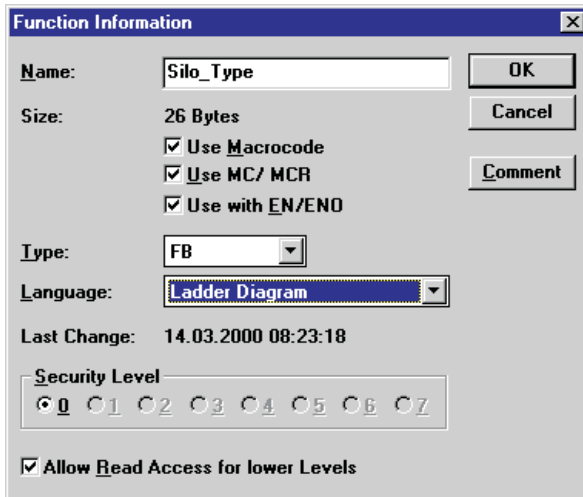 Function Information
Name: Silo_Type OK
Size: 26 Bytes Cancel
Use Macrocode
Use MC/ MCR Comment
Use with EN/ENO
Type: FB
Language: Ladder Diagram
Last Change: 14.03.2000 08:23:18
Security Level
0 1 2 3 4 5 6 7
Allow Read Access for lower Levels